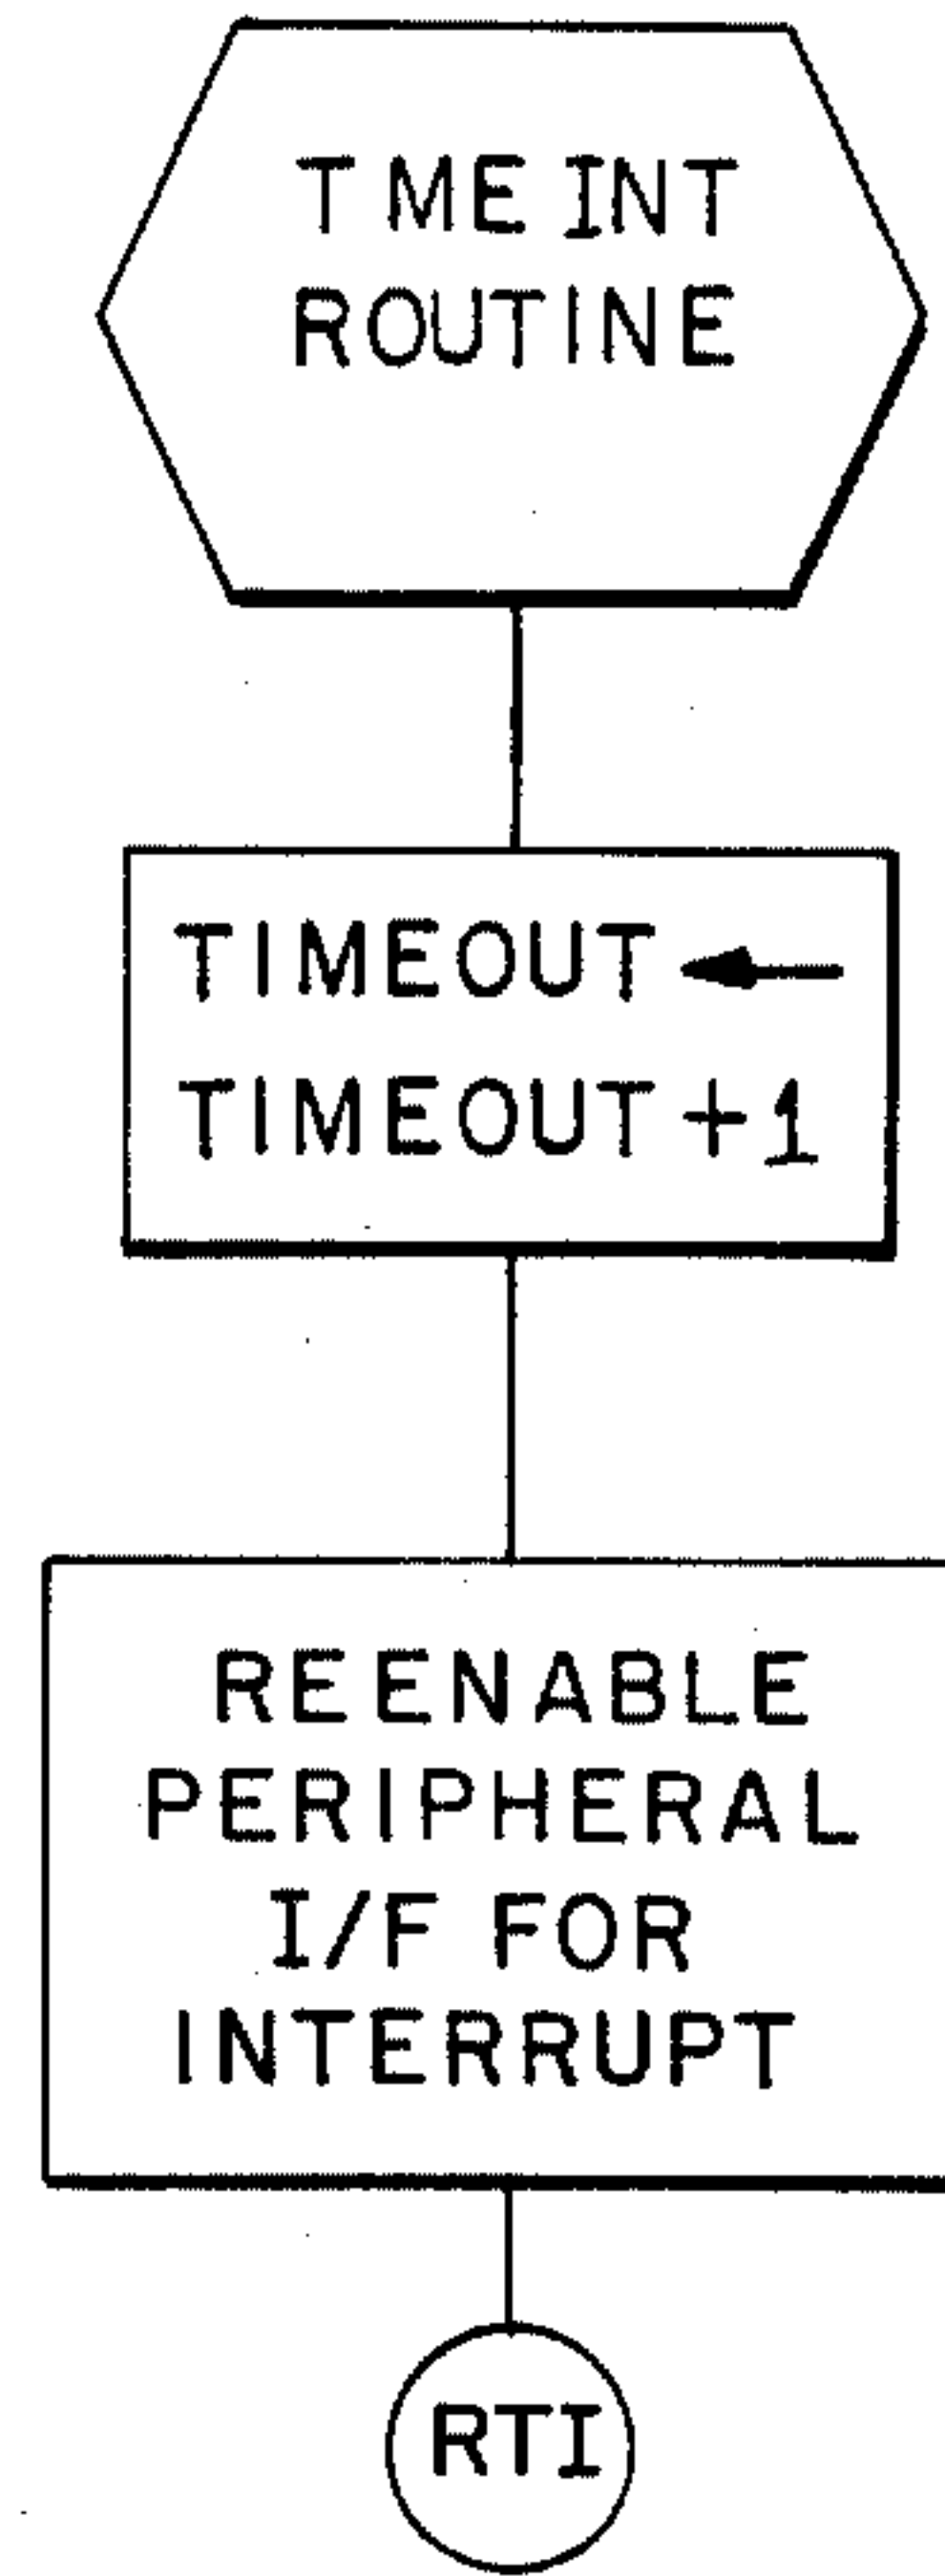 TMEINT
ROUTINE
TIMEOUT ←
TIMEOUT+1
REENABLE
PERIPHERAL
I/F FOR
INTERRUPT
RTI